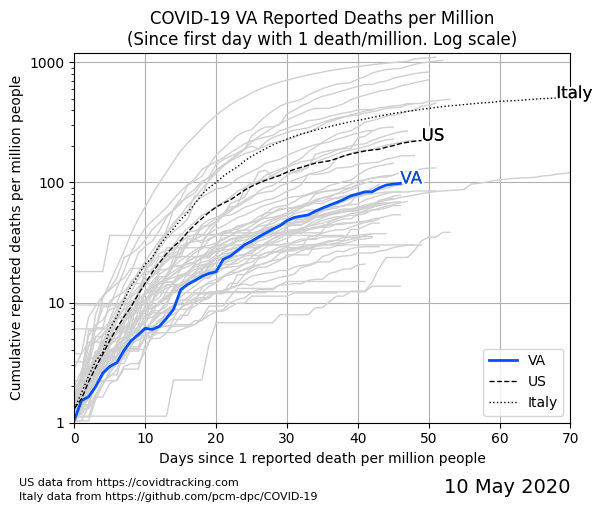 COVID-19 VA Reported Deaths per Million
(Since first day with 1 death/million. Log scale)
Cumulative reported deaths per million people
1000
100
10
1
Italy
US
VA
VA
US
Italy
0 10 20 30 40 50 60 70
Days since 1 reported death per million people
US data from https://covidtracking.com
Italy data from https://github.com/pcm-dpc/COVID-19
10 May 2020